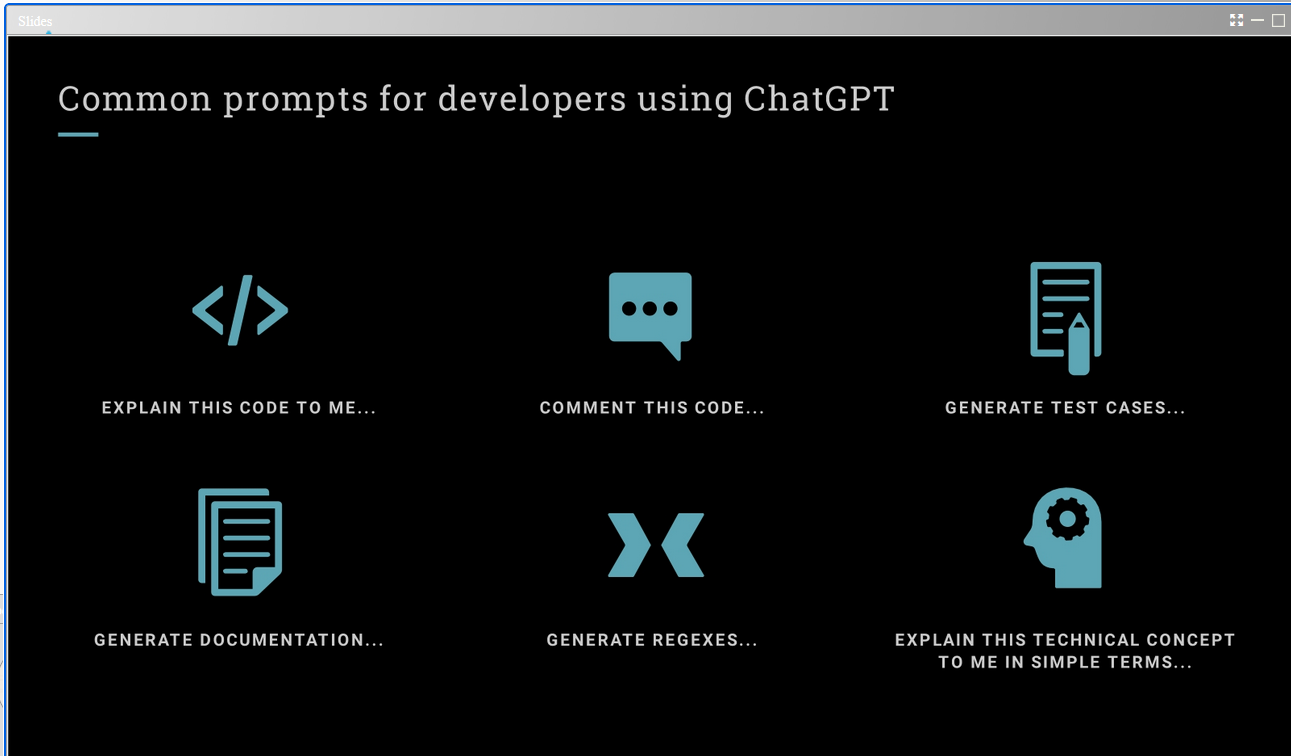 Slides
Common prompts for developers using ChatGPT
EXPLAIN THIS CODE TO ME...
COMMENT THIS CODE...
GENERATE TEST CASES...
GENERATE DOCUMENTATION...
GENERATE REGEXES...
EXPLAIN THIS TECHNICAL CONCEPT
TO ME IN SIMPLE TERMS...